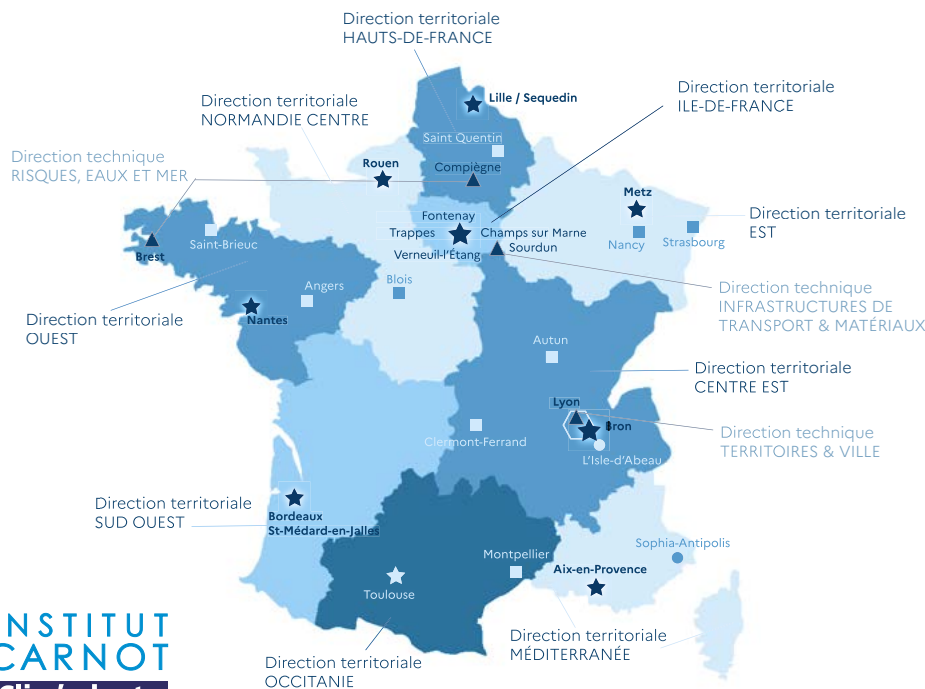 Direction territoriale
HAUTS-DE-FRANCE
Direction territoriale
ILE-DE-FRANCE
Direction territoriale
NORMANDIE CENTRE
Lille / Sequedin
Saint Quentin
Direction technique
RISQUES, EAUX ET MER
Rouen
Compiègne
Metz
Direction territoriale
EST
Fontenay
Trappes
Champs sur Marne
Sourdun
Verneuil-l’Étang
Nancy
Strasbourg
Saint-Brieuc
Brest
Blois
Angers
Direction technique
INFRASTRUCTURES DE
TRANSPORT & MATÉRIAUX
Direction territoriale
OUEST
Nantes
Autun
Direction territoriale
CENTRE EST
Lyon
Bron
Clermont-Ferrand
L’Isle-d’Abeau
Direction technique
TERRITOIRES & VILLE
Direction territoriale
SUD OUEST
Bordeaux
St-Médard-en-Jalles
Sophia-Antipolis
Montpellier
Aix-en-Provence
Toulouse
Direction territoriale
MÉDITERRANÉE
Direction territoriale
OCCITANIE
NSTITUT
CARNOT